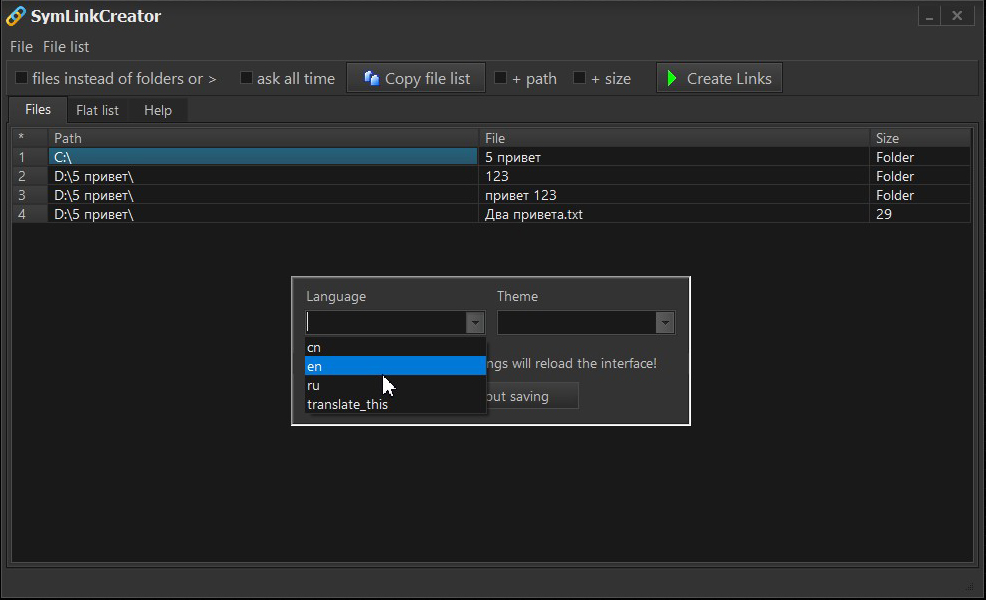 SymLinkCreator
File File list
files instead of folders or > ask all time Copy file list + path + size Create Links
Files Flat list Help
* Path File Size
1 C:\ 5 привет Folder
2 D:\5 привет\ 123 Folder
3 D:\5 привет\ привет 123 Folder
4 D:\5 привет\ Два привета.txt 29
Language Theme
cn
en
ru
translate_this
will reload the interface!
saving